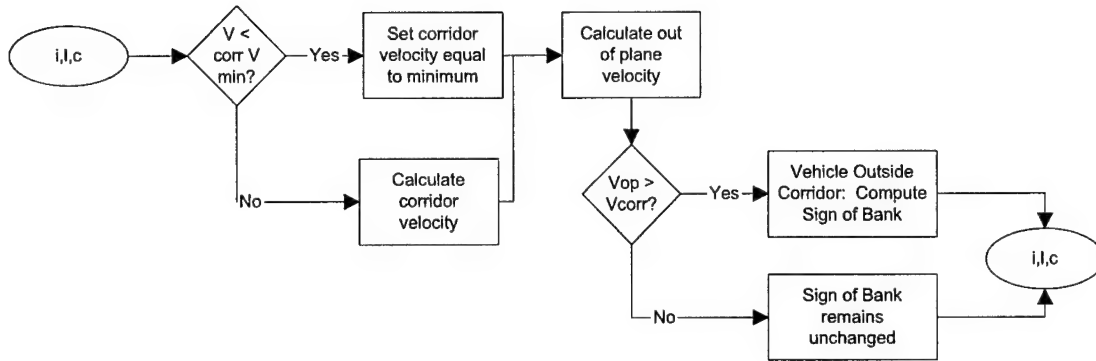 i,I,c
V <
corr V
min?
Yes
Set corridor
velocity equal
to minimum
Calculate out
of plane
velocity
No
Calculate
corridor
velocity
Vop >
Vcorr?
Yes
Vehicle Outside
Corridor: Compute
Sign of Bank
No
Sign of Bank
remains
unchanged
i,I,c